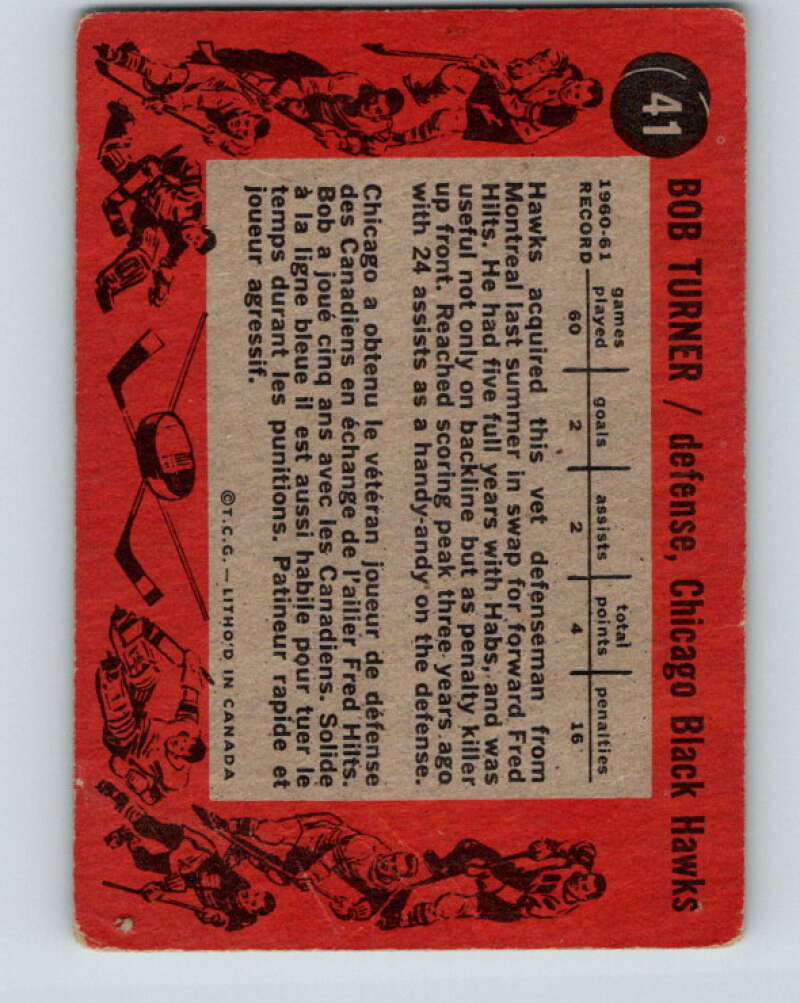 41
BOB TURNER / defense, Chicago Black Hawks
1960-61 RECORD
games played goals assists total points penalties
60 2 2 4 16
Hawks acquired this vet defenseman from
Montreal last summer in swap for forward Fred
Hilts. He had five full years with Habs, and was
useful not only on backline but as penalty killer
up front. Reached scoring peak three years ago
with 24 assists as a handy-andy on the defense.
Chicago a obtenu le vétéran joueur de défense
des Canadiens en échange de l'ailier Fred Hilts.
Bob a joué cinq ans avec les Canadiens. Solide
à la ligne bleue il est aussi habile pour tuer le
temps durant les punitions. Patineur rapide et
joueur agressif.
©T.C.G. — LITHO'D IN CANADA